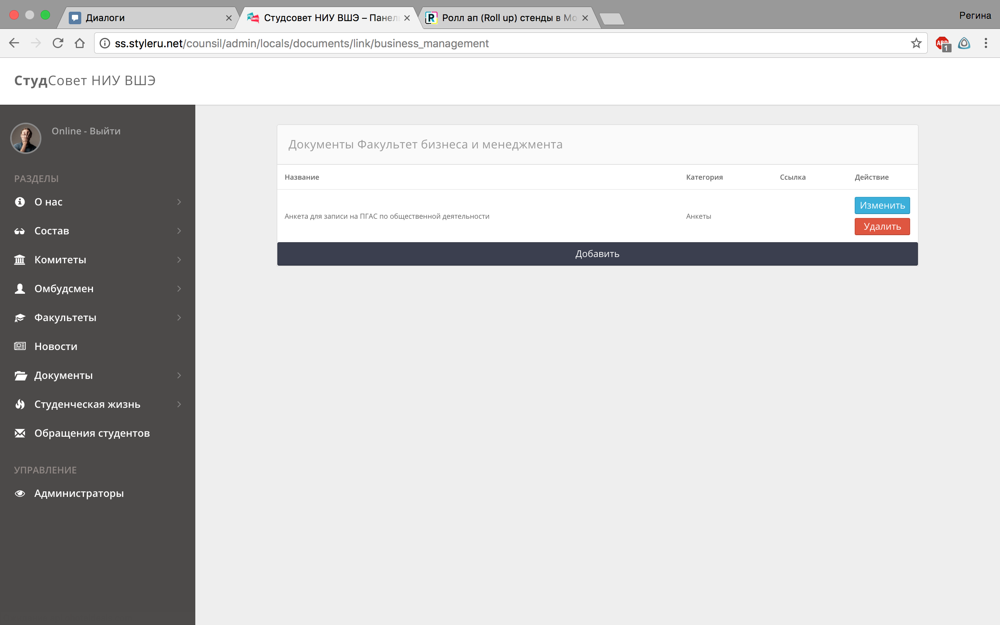 Диалоги
Студсовет НИУ ВШЭ – Панель
Ролл ап (Roll up) стенды в Мо
Регина
ss.styleru.net/counsil/admin/locals/documents/link/business_management
ABP
1
СтудСовет НИУ ВШЭ
Online - Выйти
РАЗДЕЛЫ
О нас
Состав
Комитеты
Омбудсмен
Факультеты
Новости
Документы
Студенческая жизнь
Обращения студентов
УПРАВЛЕНИЕ
Администраторы
Документы Факультет бизнеса и менеджмента
Название Категория Ссылка Действие
Анкета для записи на ПГАС по общественной деятельности Анкеты
Изменить
Удалить
Добавить